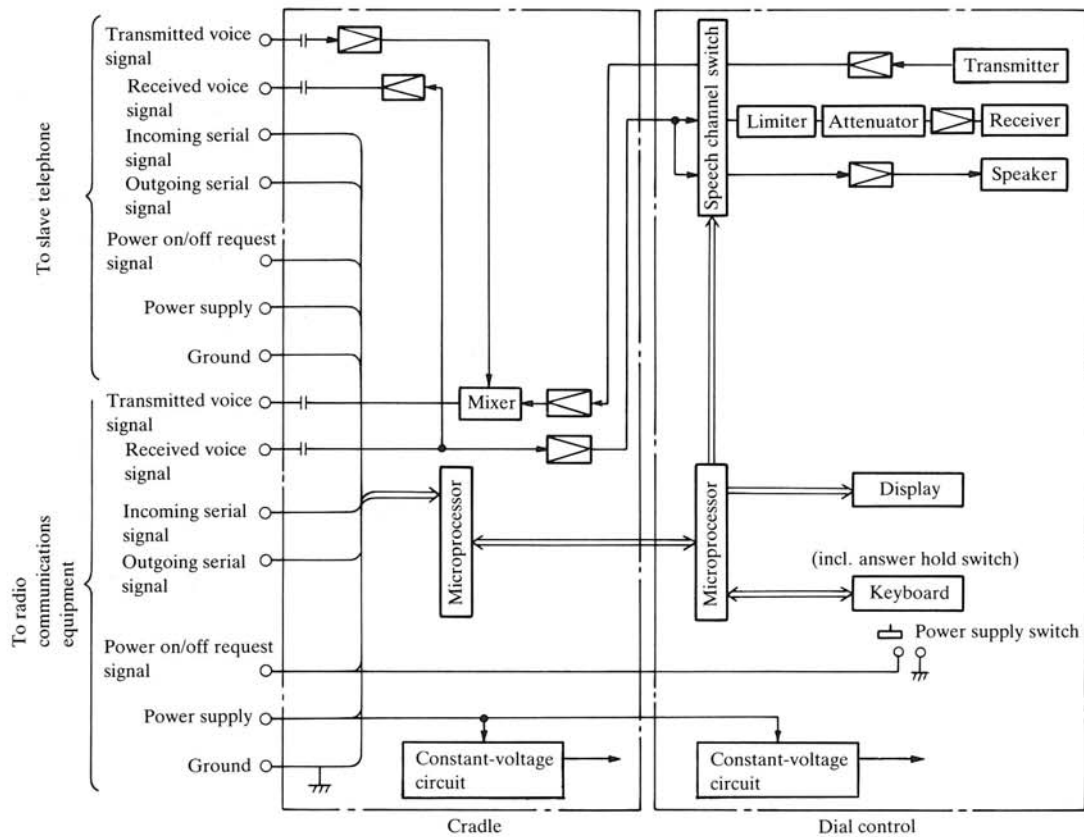 To slave telephone
Transmitted voice
signal
Received voice
signal
Incoming serial
signal
Outgoing serial
signal
Power on/off request
signal
Power supply
Ground
To radio
communications
equipment
Transmitted voice
signal
Received voice
signal
Incoming serial
signal
Outgoing serial
signal
Power on/off request
signal
Power supply
Ground
Mixer
Microprocessor
Constant-voltage
circuit
Cradle
Speech channel switch
Transmitter
Limiter
Attenuator
Receiver
Speaker
Microprocessor
Display
(incl. answer hold switch)
Keyboard
Power supply switch
Constant-voltage
circuit
Dial control